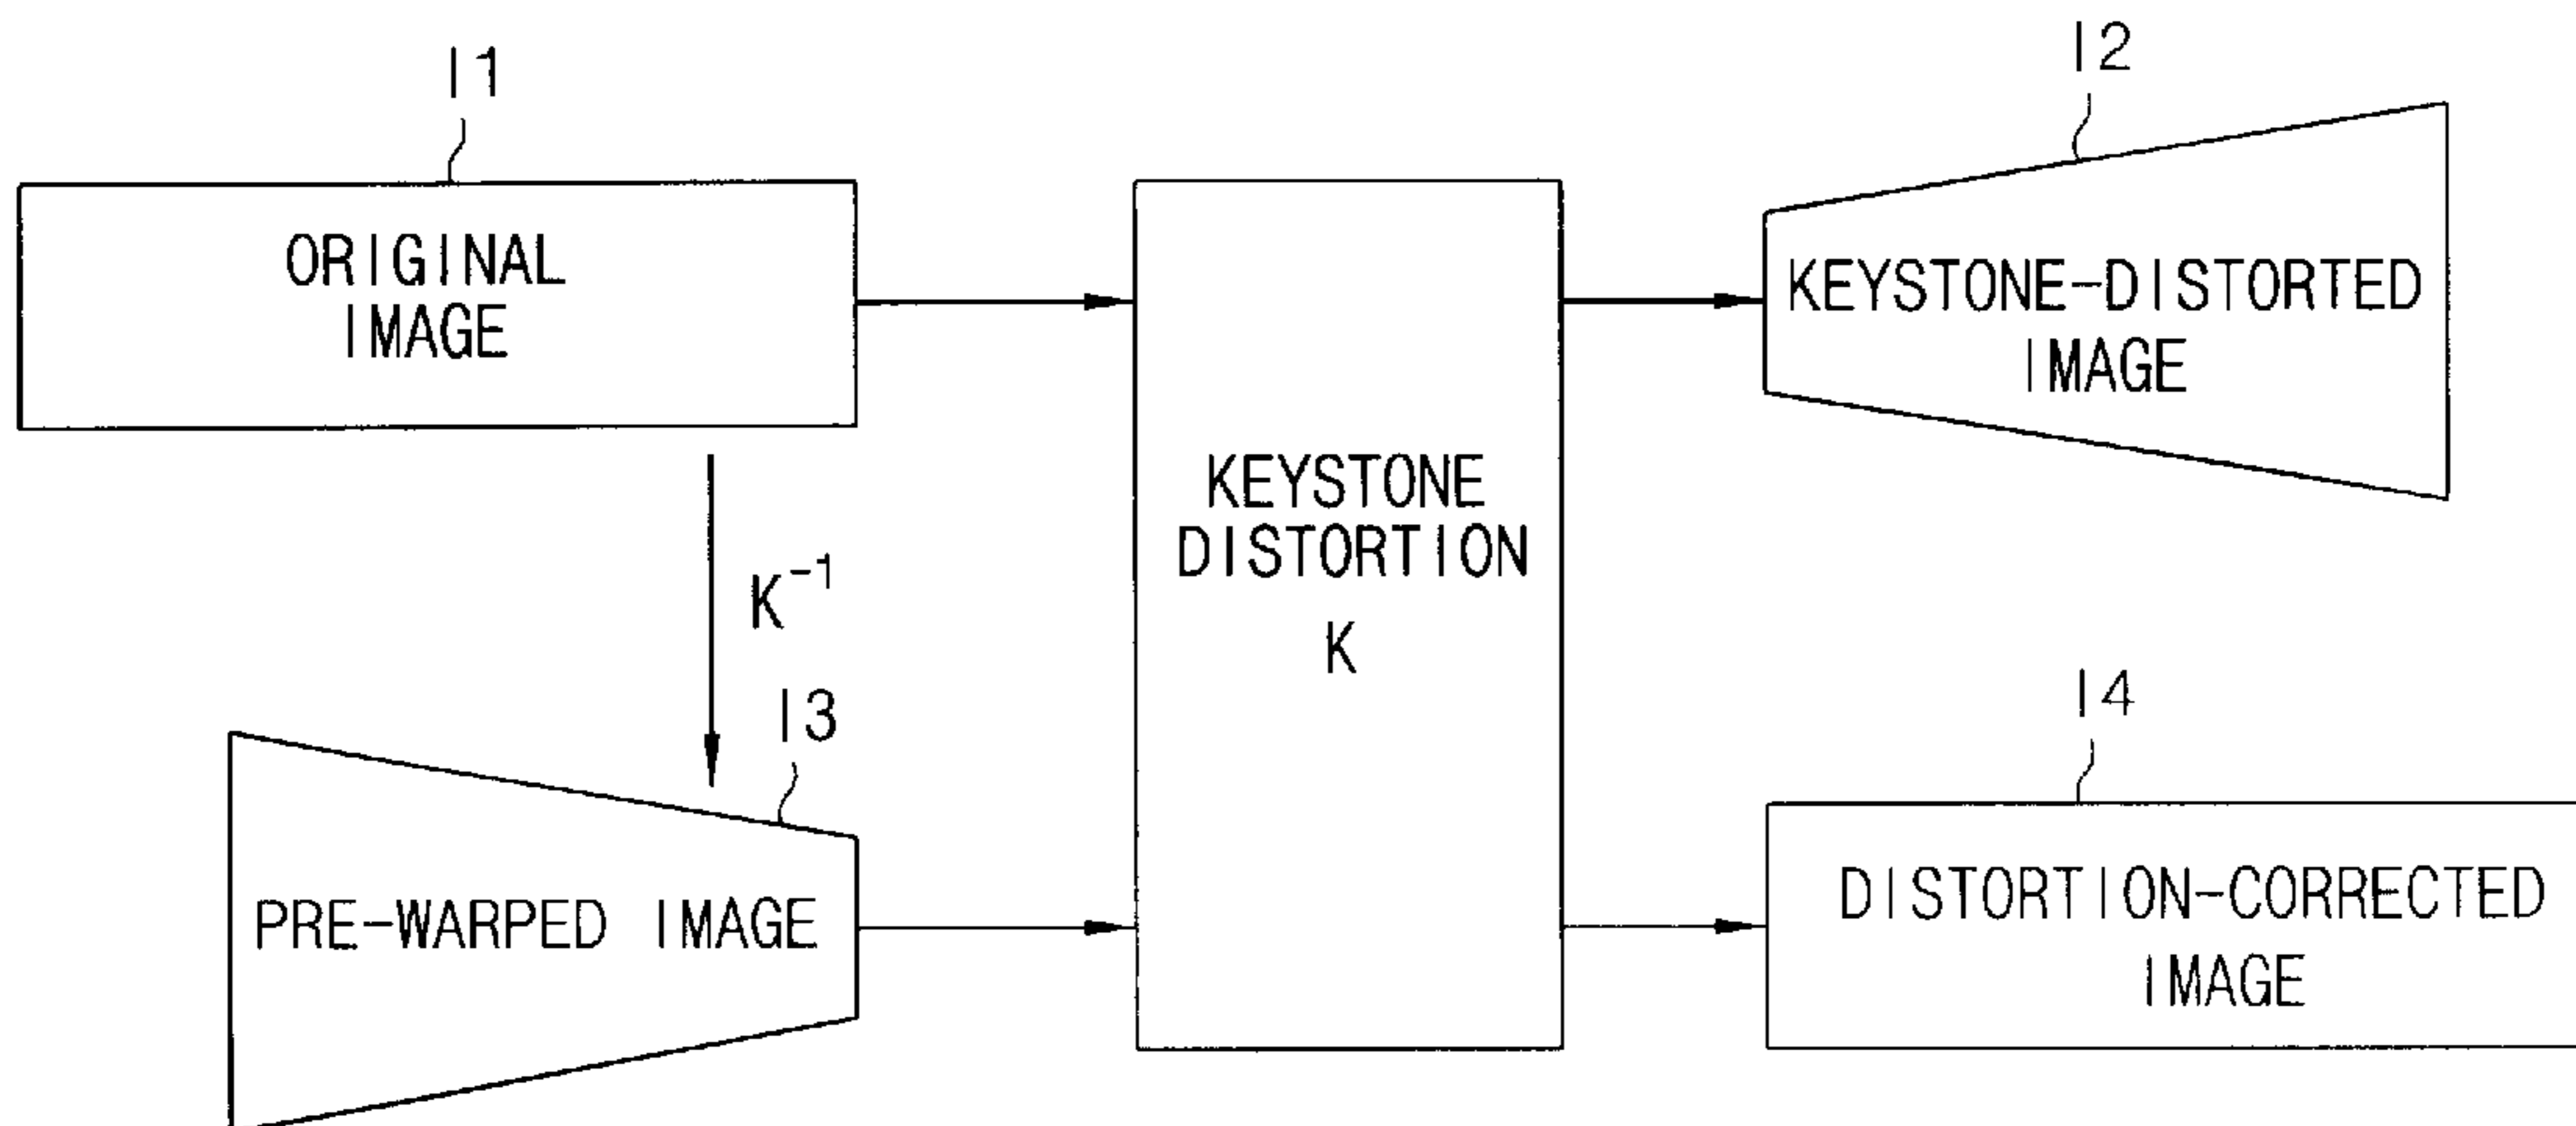 I1
I2
ORIGINAL
IMAGE
KEYSTONE-DISTORTED
IMAGE
KEYSTONE
DISTORTION
K
K⁻¹
I3
I4
PRE-WARPED IMAGE
DISTORTION-CORRECTED
IMAGE